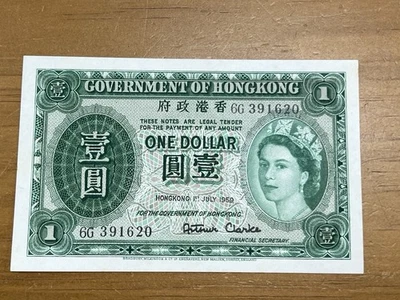 GOVERNMENT OF HONGKONG
1
壹
府政港香
6G 391620
THESE NOTES ARE LEGAL TENDER
FOR THE PAYMENT OF ANY AMOUNT
ONE DOLLAR
圓壹
壹圓
HONGKONG 1ST JULY 1959
FOR THE GOVERNMENT OF HONGKONG.
Arthur Clarke
FINANCIAL SECRETARY.
6G 391620
1
壹